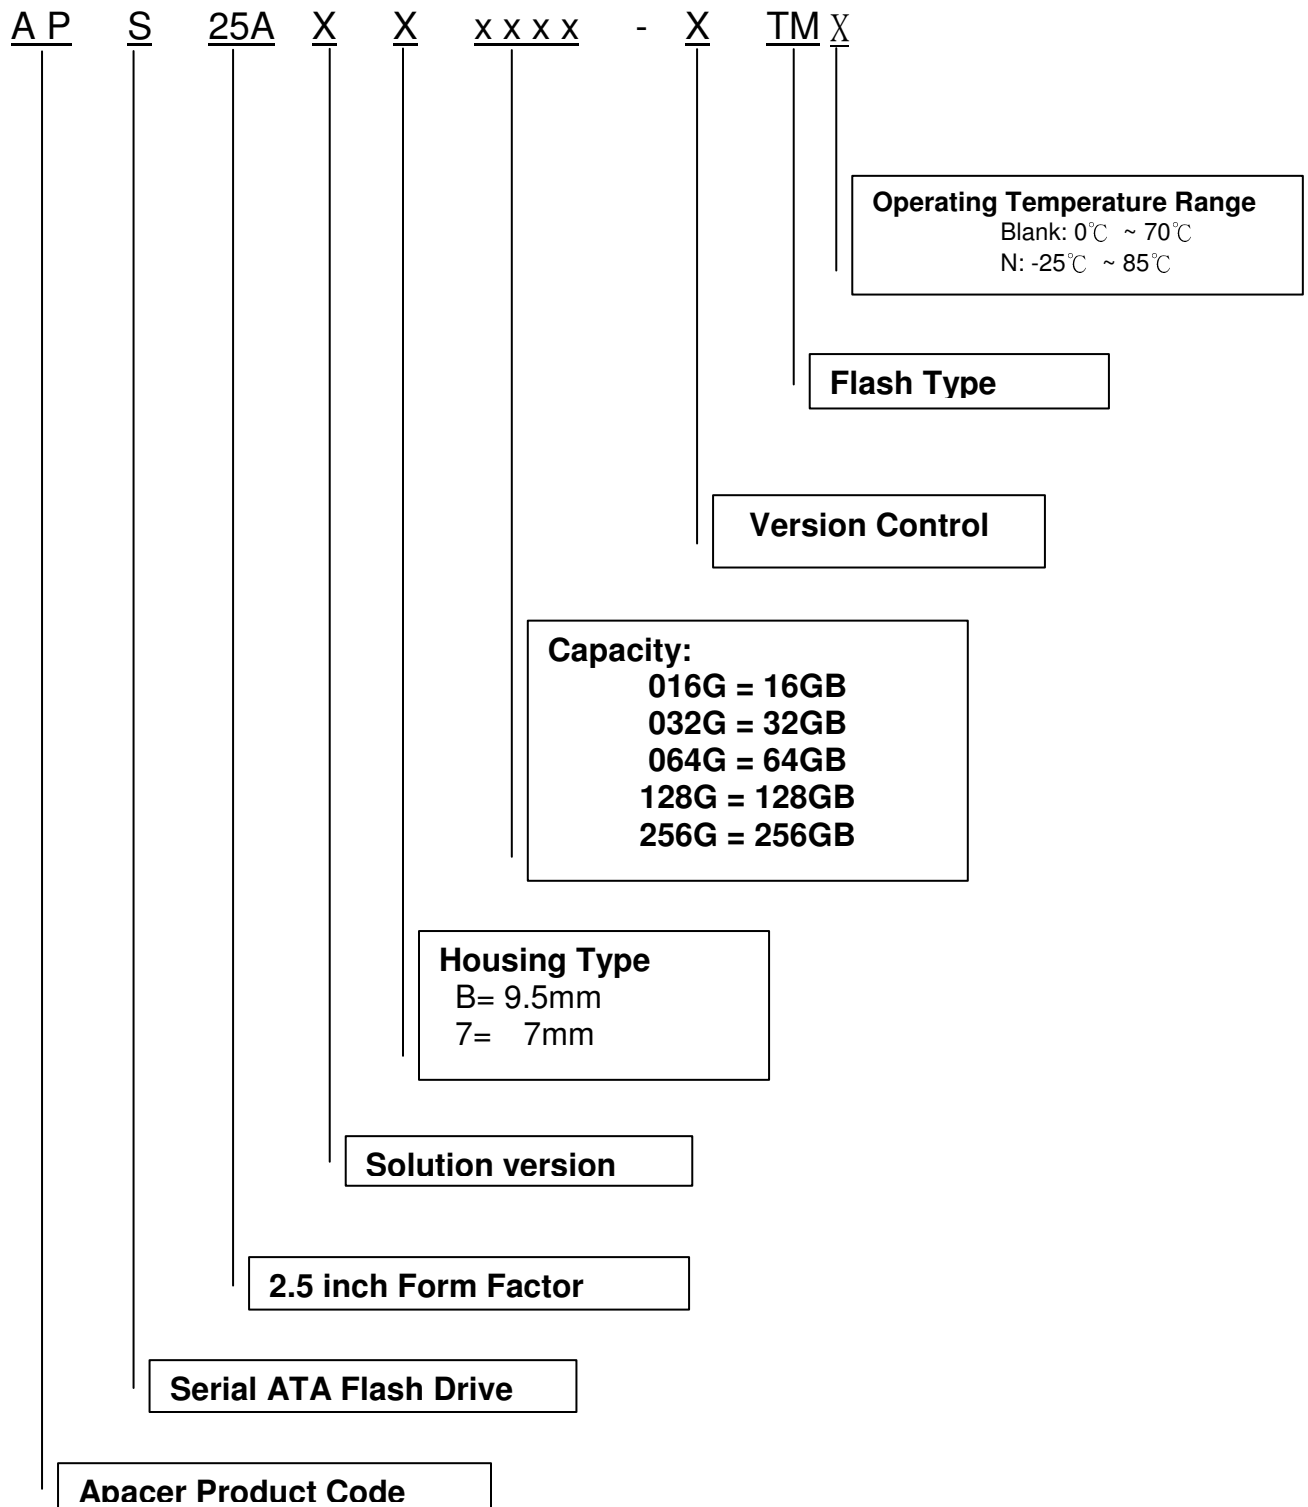 A P S 25A X X x x x x - X TM X
Operating Temperature Range
Blank: 0℃ ~ 70℃
N: -25℃ ~ 85℃
Flash Type
Version Control
Capacity:
016G = 16GB
032G = 32GB
064G = 64GB
128G = 128GB
256G = 256GB
Housing Type
B= 9.5mm
7= 7mm
Solution version
2.5 inch Form Factor
Serial ATA Flash Drive
Apacer Product Code